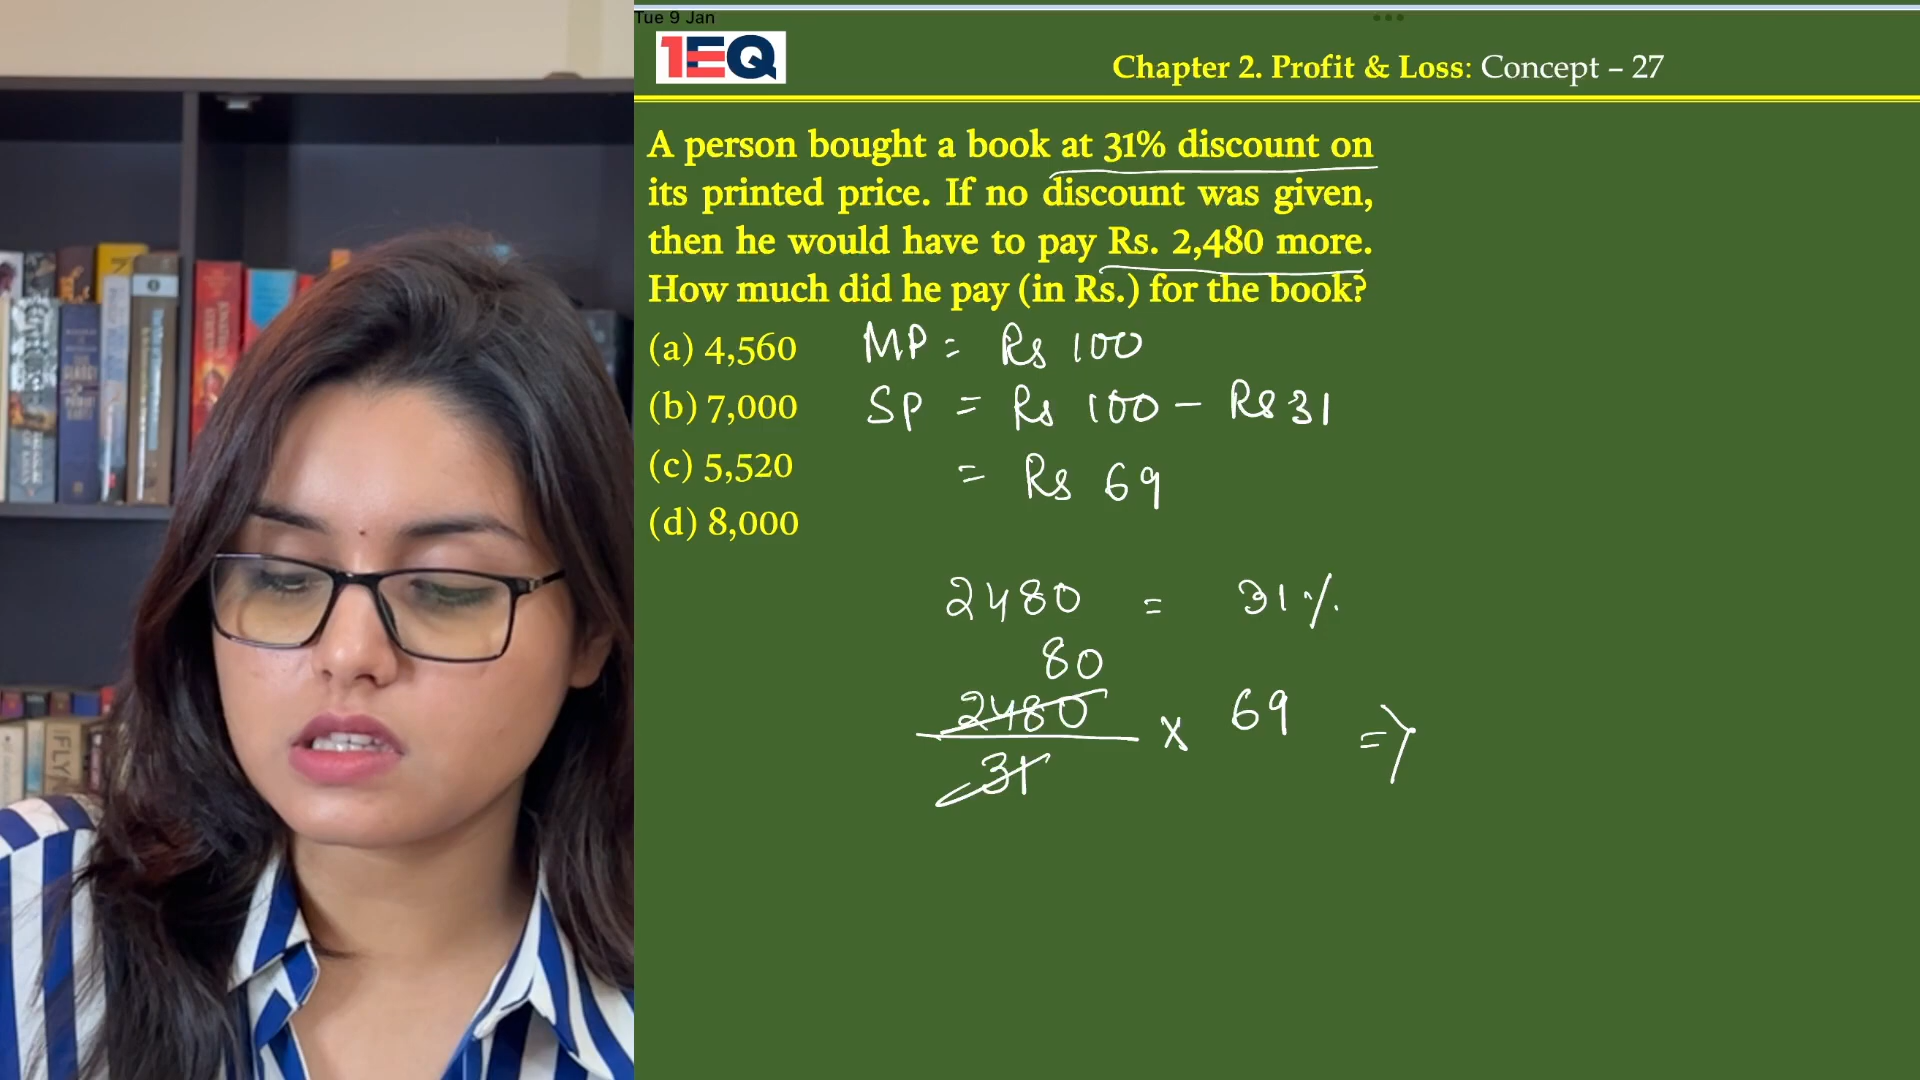 Tue 9 Jan
1EQ
Chapter 2. Profit & Loss: Concept – 27
A person bought a book at 31% discount on
its printed price. If no discount was given,
then he would have to pay Rs. 2,480 more.
How much did he pay (in Rs.) for the book?
(a) 4,560
MP = Rs 100
(b) 7,000
SP = Rs 100 - Rs 31
(c) 5,520
= Rs 69
(d) 8,000
2480 = 31%
80
2480
31
x 69 =>
IFLY